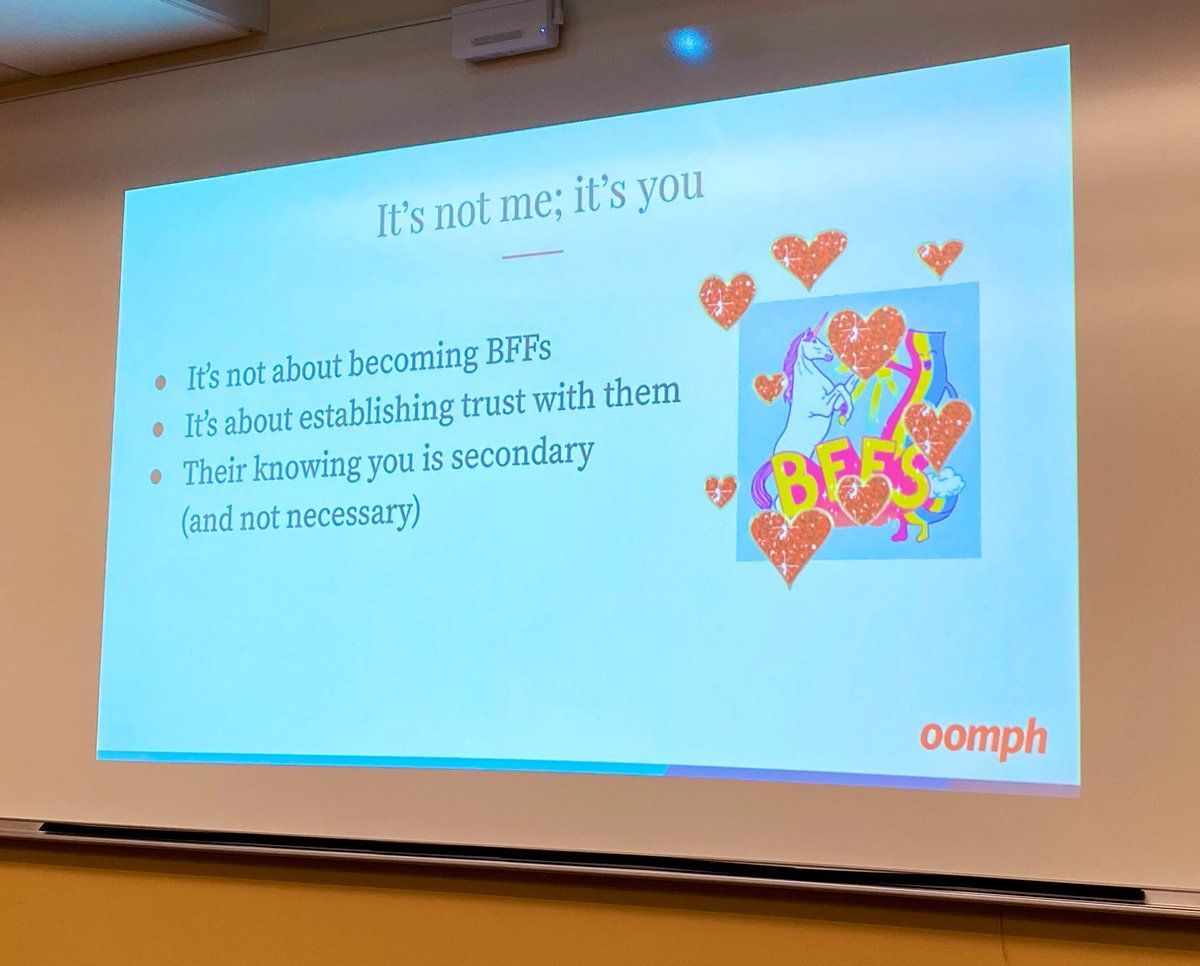 It's not me; it's you
It's not about becoming BFFs
It's about establishing trust with them
Their knowing you is secondary
(and not necessary)
BFFS
oomph